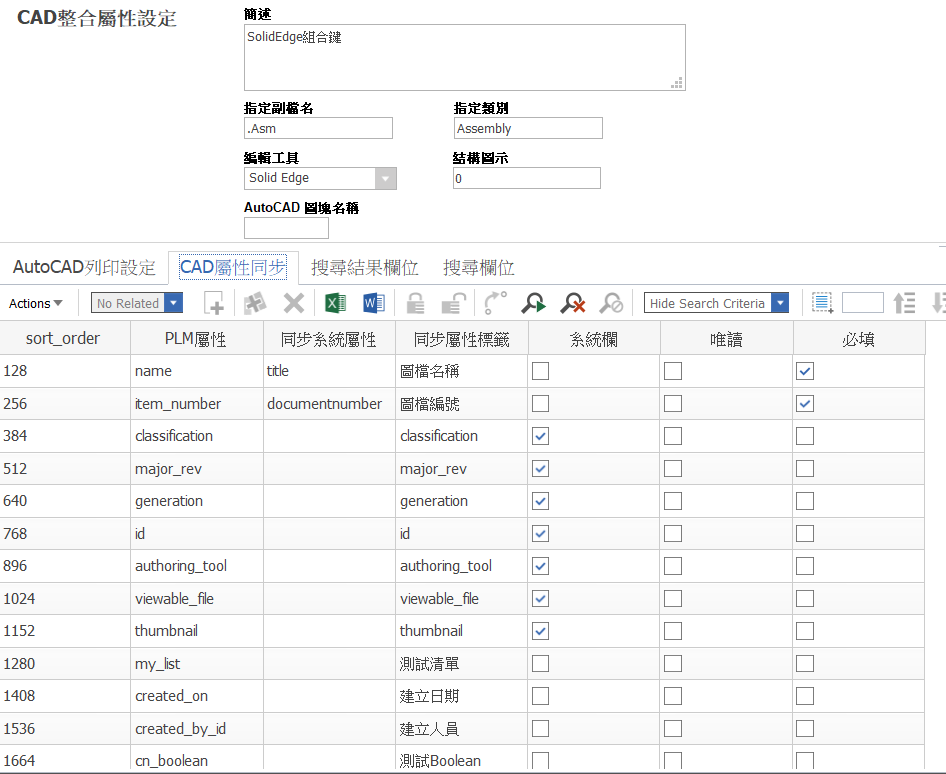 CAD整合屬性設定
簡述
SolidEdge組合鍵
指定副檔名
指定類別
.Asm
Assembly
編輯工具
結構圖示
Solid Edge
0
AutoCAD 圖塊名稱
AutoCAD列印設定 CAD屬性同步 搜尋結果欄位 搜尋欄位
Actions No Related Hide Search Criteria
sort_order PLM屬性 同步系統屬性 同步屬性標籤 系統欄 唯讀 必填
128 name title 圖檔名稱
256 item_number documentnumber 圖檔編號
384 classification classification
512 major_rev major_rev
640 generation generation
768 id id
896 authoring_tool authoring_tool
1024 viewable_file viewable_file
1152 thumbnail thumbnail
1280 my_list 測試清單
1408 created_on 建立日期
1536 created_by_id 建立人員
1664 cn_boolean 測試Boolean